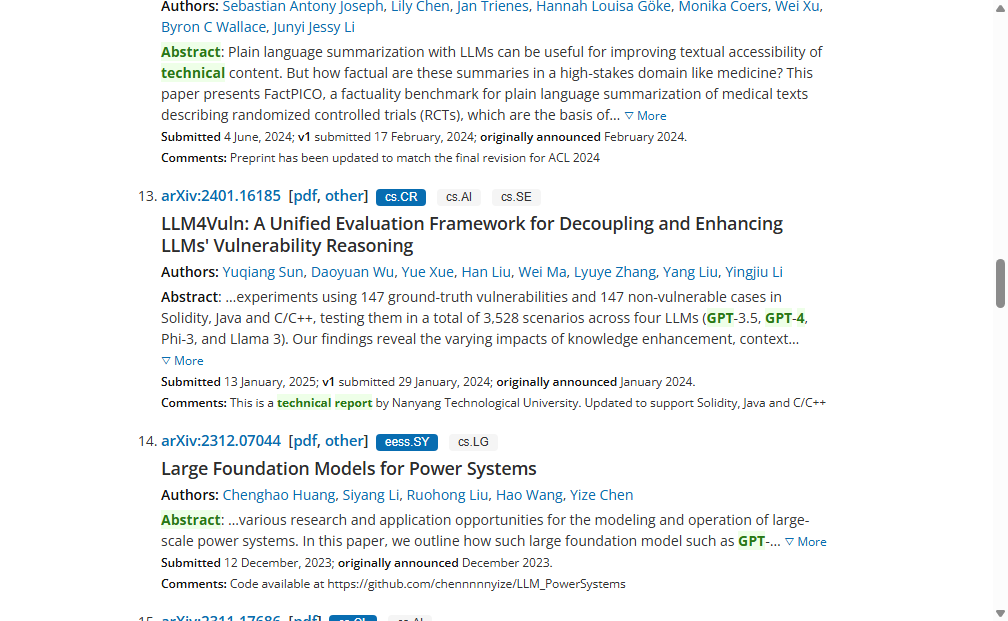 Authors: Sebastian Antony Joseph, Lily Chen, Jan Trienes, Hannah Louisa Göke, Monika Coers, Wei Xu,
Byron C Wallace, Junyi Jessy Li
Abstract: Plain language summarization with LLMs can be useful for improving textual accessibility of
technical content. But how factual are these summaries in a high-stakes domain like medicine? This
paper presents FactPICO, a factuality benchmark for plain language summarization of medical texts
describing randomized controlled trials (RCTs), which are the basis of… ▽ More
Submitted 4 June, 2024; v1 submitted 17 February, 2024; originally announced February 2024.
Comments: Preprint has been updated to match the final revision for ACL 2024
13. arXiv:2401.16185 [pdf, other] cs.CR cs.AI cs.SE
LLM4Vuln: A Unified Evaluation Framework for Decoupling and Enhancing
LLMs' Vulnerability Reasoning
Authors: Yuqiang Sun, Daoyuan Wu, Yue Xue, Han Liu, Wei Ma, Lyuye Zhang, Yang Liu, Yingjiu Li
Abstract: …experiments using 147 ground-truth vulnerabilities and 147 non-vulnerable cases in
Solidity, Java and C/C++, testing them in a total of 3,528 scenarios across four LLMs (GPT-3.5, GPT-4,
Phi-3, and Llama 3). Our findings reveal the varying impacts of knowledge enhancement, context…
▽ More
Submitted 13 January, 2025; v1 submitted 29 January, 2024; originally announced January 2024.
Comments: This is a technical report by Nanyang Technological University. Updated to support Solidity, Java and C/C++
14. arXiv:2312.07044 [pdf, other] eess.SY cs.LG
Large Foundation Models for Power Systems
Authors: Chenghao Huang, Siyang Li, Ruohong Liu, Hao Wang, Yize Chen
Abstract: …various research and application opportunities for the modeling and operation of large-
scale power systems. In this paper, we outline how such large foundation model such as GPT-… ▽ More
Submitted 12 December, 2023; originally announced December 2023.
Comments: Code available at https://github.com/chennnnnyize/LLM_PowerSystems
15. arXiv:2311.17686 [pdf] cs.CL cs.AI